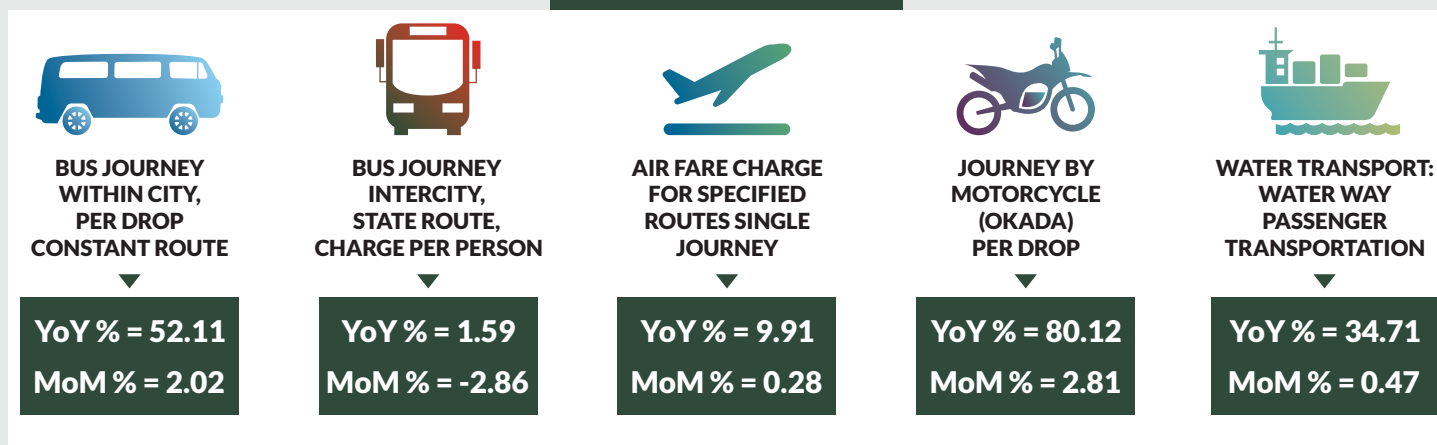 BUS JOURNEY
WITHIN CITY,
PER DROP
CONSTANT ROUTE
YoY % = 52.11
MoM % = 2.02
BUS JOURNEY
INTERCITY,
STATE ROUTE,
CHARGE PER PERSON
YoY % = 1.59
MoM % = -2.86
AIR FARE CHARGE
FOR SPECIFIED
ROUTES SINGLE
JOURNEY
YoY % = 9.91
MoM % = 0.28
JOURNEY BY
MOTORCYCLE
(OKADA)
PER DROP
YoY % = 80.12
MoM % = 2.81
WATER TRANSPORT:
WATER WAY
PASSENGER
TRANSPORTATION
YoY % = 34.71
MoM % = 0.47